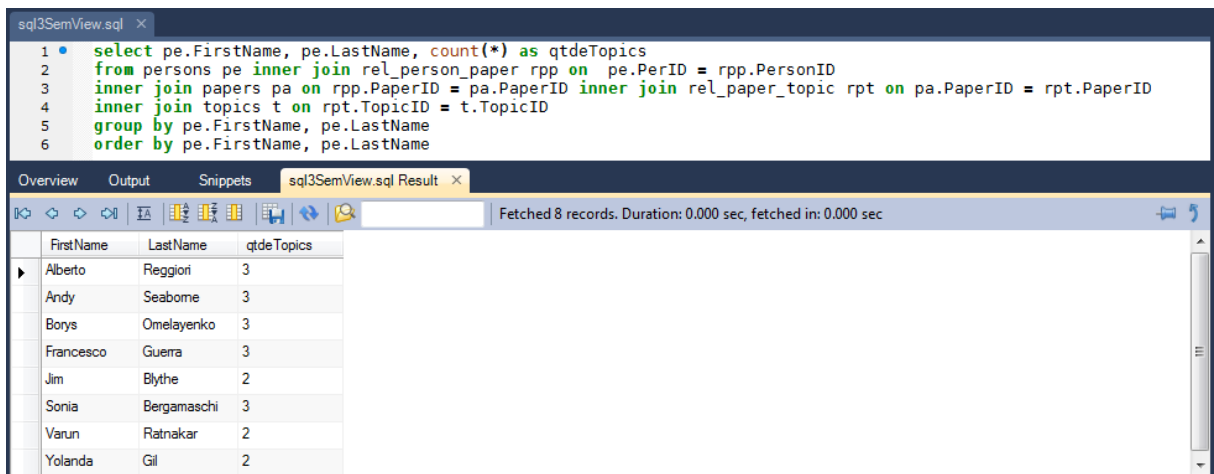 sql3SemView.sql ×
1 select pe.FirstName, pe.LastName, count(*) as qtdeTopics
2 from persons pe inner join rel_person_paper rpp on  pe.PerID = rpp.PersonID
3 inner join papers pa on rpp.PaperID = pa.PaperID inner join rel_paper_topic rpt on pa.PaperID = rpt.PaperID
4 inner join topics t on rpt.TopicID = t.TopicID
5 group by pe.FirstName, pe.LastName
6 order by pe.FirstName, pe.LastName
Overview Output Snippets sql3SemView.sql Result ×
Fetched 8 records. Duration: 0.000 sec, fetched in: 0.000 sec
FirstName LastName qtdeTopics
Alberto Reggiori 3
Andy Seaborne 3
Borys Omelayenko 3
Francesco Guerra 3
Jim Blythe 2
Sonia Bergamaschi 3
Varun Ratnakar 2
Yolanda Gil 2